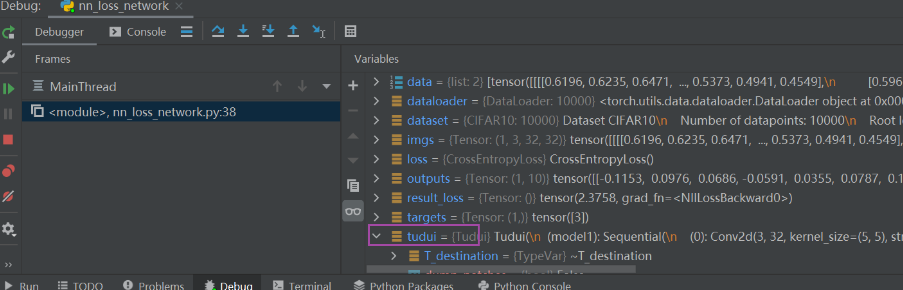 Debug: nn_loss_network ×
Debugger Console
Frames Variables
MainThread
<module>, nn_loss_network.py:38
data = {list: 2} [tensor([[[[0.6196, 0.6235, 0.6471, ..., 0.5373, 0.4941, 0.4549],\n [0.596
dataloader = {DataLoader: 10000} <torch.utils.data.dataloader.DataLoader object at 0x000
dataset = {CIFAR10: 10000} Dataset CIFAR10\n Number of datapoints: 10000\n Root l
imgs = {Tensor: (1, 3, 32, 32)} tensor([[[[0.6196, 0.6235, 0.6471, ..., 0.5373, 0.4941, 0.4549],
loss = {CrossEntropyLoss} CrossEntropyLoss()
outputs = {Tensor: (1, 10)} tensor([[-0.1153, 0.0976, 0.0686, -0.0591, 0.0355, 0.0787, 0.1
result_loss = {Tensor: ()} tensor(2.3758, grad_fn=<NllLossBackward0>)
targets = {Tensor: (1,)} tensor([3])
tudui = {Tudui} Tudui(\n (model1): Sequential(\n (0): Conv2d(3, 32, kernel_size=(5, 5), str
T_destination = {TypeVar} ~T_destination
dump_patches = {bool} False
Run TODO Problems Debug Terminal Python Packages Python Console